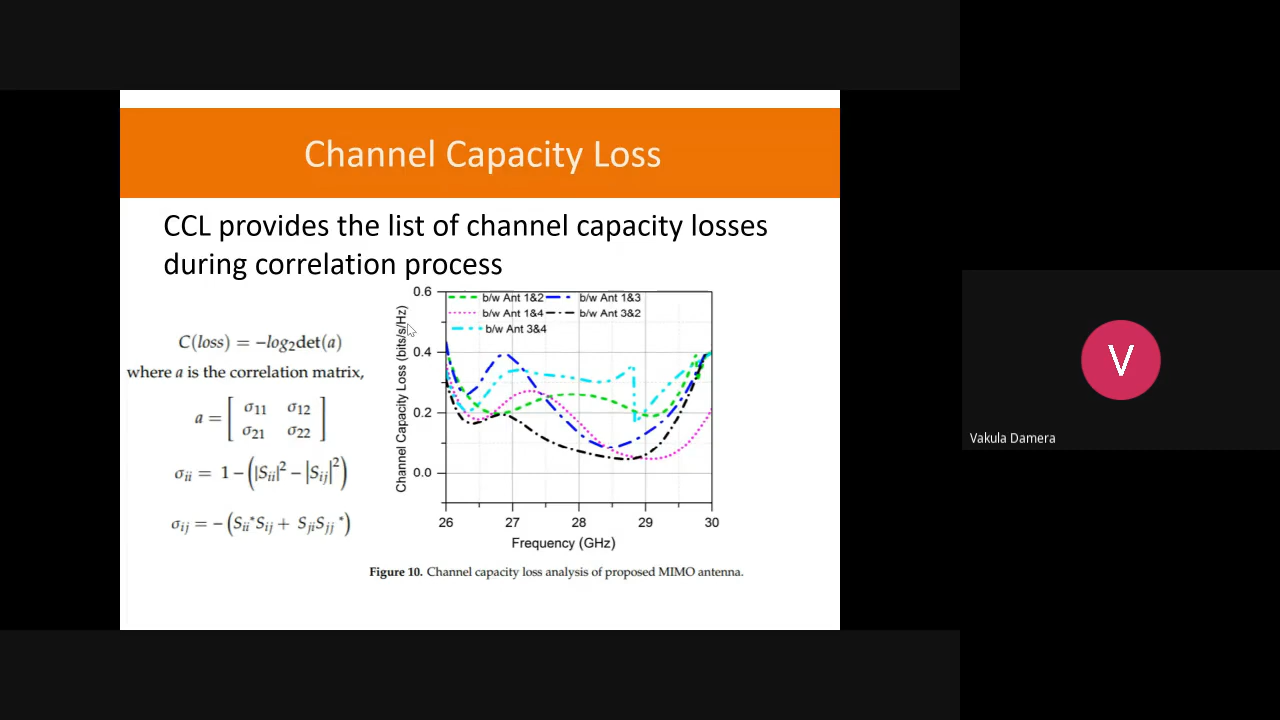 Channel Capacity Loss
CCL provides the list of channel capacity losses
during correlation process
C(loss) = −log₂det(a)
where a is the correlation matrix,
a = [ σ₁₁ σ₁₂
σ₂₁ σ₂₂ ]
σᵢᵢ = 1−(|Sᵢᵢ|²−|Sᵢⱼ|²)
σᵢⱼ = −(Sᵢᵢ*Sᵢⱼ + SⱼᵢSⱼⱼ*)
b/w Ant 1&2 b/w Ant 1&3
b/w Ant 1&4 b/w Ant 3&2
b/w Ant 3&4
Channel Capacity Loss (bits/s/Hz)
0.6
0.4
0.2
0.0
26 27 28 29 30
Frequency (GHz)
Figure 10. Channel capacity loss analysis of proposed MIMO antenna.
V
Vakula Damera